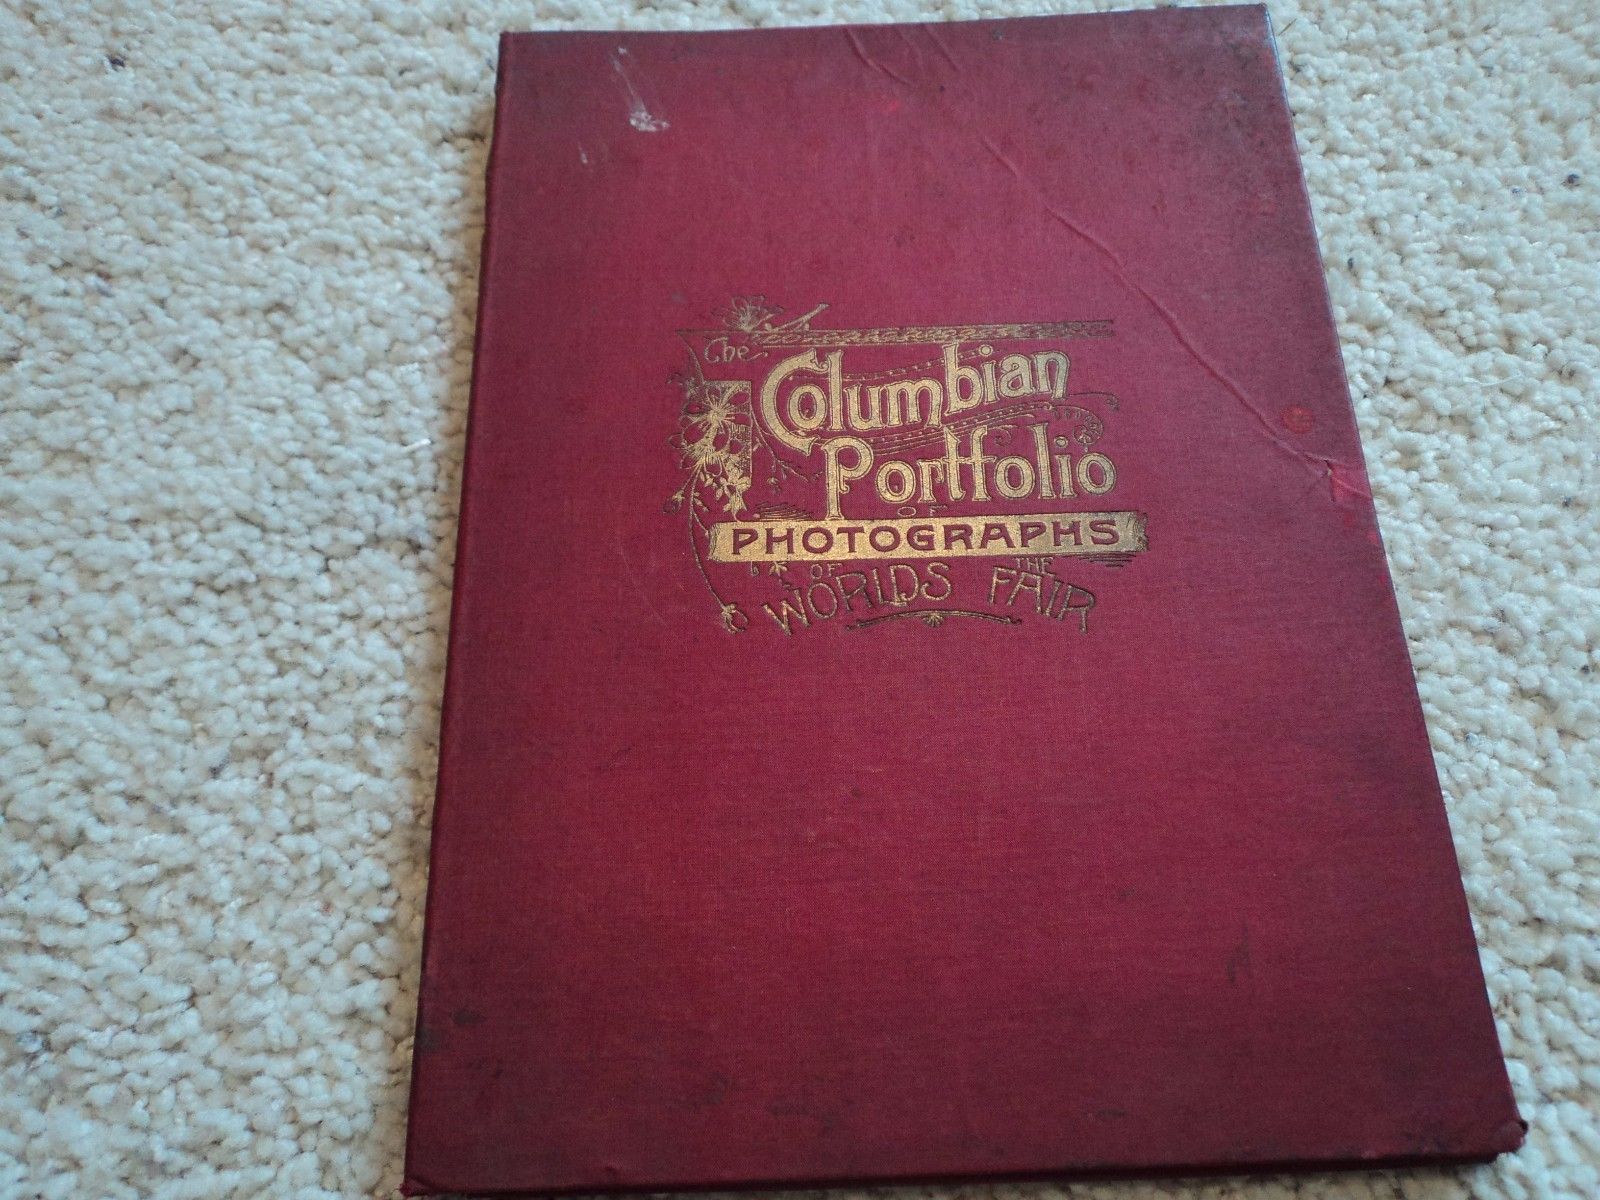 The
Columbian
Portfolio
OF
PHOTOGRAPHS
OF THE
WORLDS FAIR